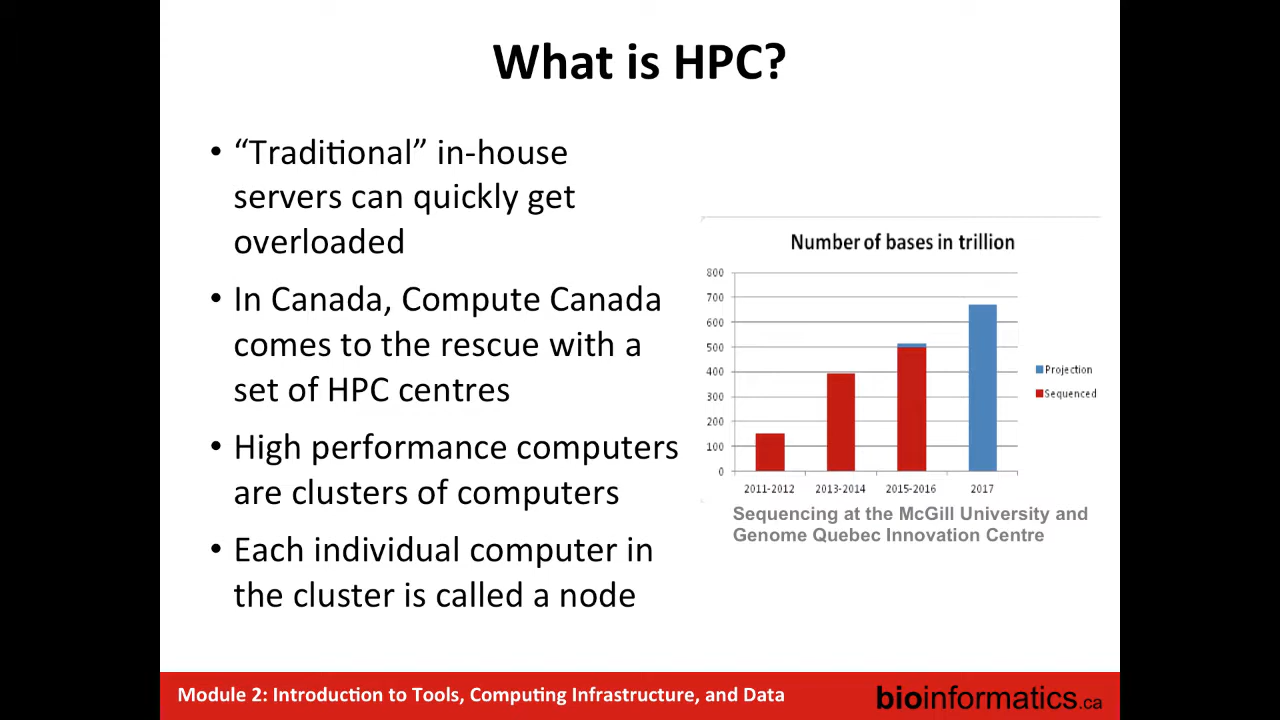 What is HPC?
• “Traditional” in-house
servers can quickly get
overloaded
• In Canada, Compute Canada
comes to the rescue with a
set of HPC centres
• High performance computers
are clusters of computers
• Each individual computer in
the cluster is called a node
Number of bases in trillion
800
700
600
500
400
300
200
100
0
2011-2012 2013-2014 2015-2016 2017
Projection
Sequenced
Sequencing at the McGill University and
Genome Quebec Innovation Centre
Module 2: Introduction to Tools, Computing Infrastructure, and Data
bioinformatics.ca